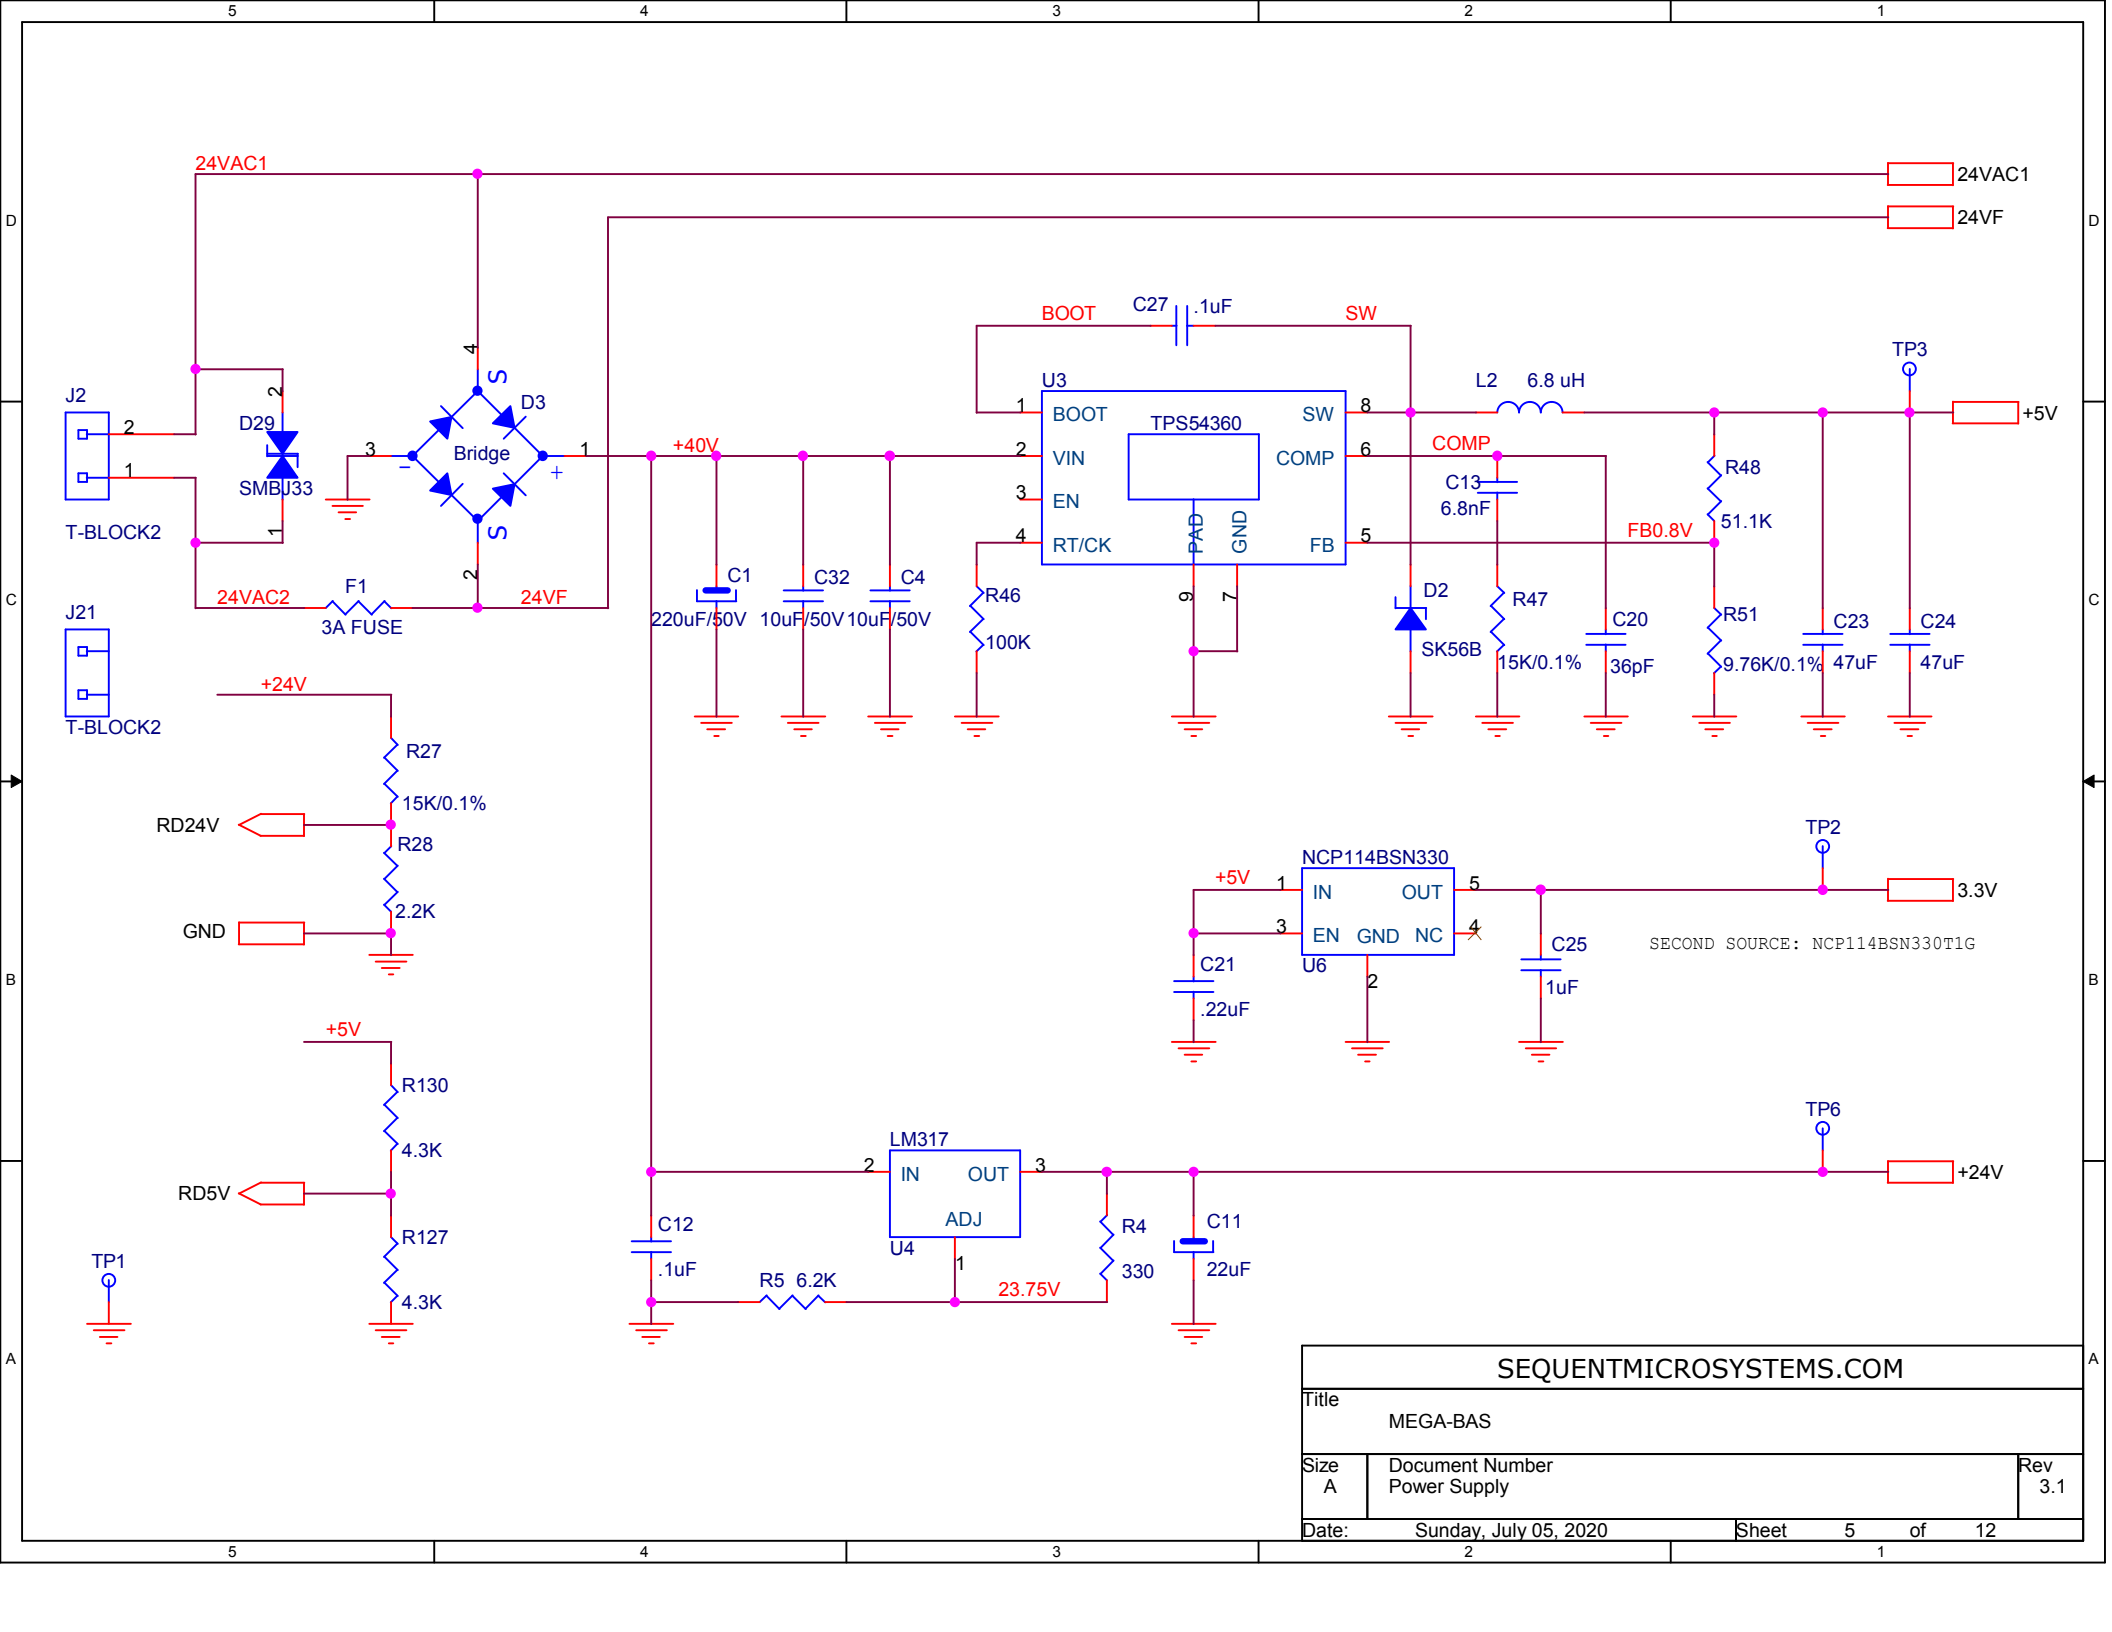 5 4 3 2 1
D D
C C
B B
A A
24VAC1
24VAC1
24VF
BOOT
C27 .1uF
SW
TP3
U3
L2 6.8 uH
+5V
1 BOOT
TPS54360
SW 8
2 VIN
COMP 6
COMP
3 EN
4 RT/CK
PAD
GND
FB 5
FB0.8V
9
7
J2
2
1
T-BLOCK2
D29
SMBJ33
2
1
4
S
D3
Bridge
3
-
1
+
S
2
+40V
24VAC2
F1
3A FUSE
24VF
J21
T-BLOCK2
C1
220uF/50V
C32
10uF/50V
C4
10uF/50V
R46
100K
C13
6.8nF
D2
SK56B
R47
15K/0.1%
C20
36pF
R48
51.1K
R51
9.76K/0.1%
C23
47uF
C24
47uF
+24V
R27
15K/0.1%
RD24V
R28
2.2K
GND
TP2
NCP114BSN330
+5V
1 IN
OUT 5
3.3V
3 EN GND NC 4
U6
2
C21
.22uF
C25
1uF
SECOND SOURCE: NCP114BSN330T1G
+5V
R130
4.3K
RD5V
R127
4.3K
TP1
TP6
LM317
2 IN OUT 3
+24V
ADJ
U4
1
C12
.1uF
R5 6.2K
23.75V
R4
330
C11
22uF
SEQUENTMICROSYSTEMS.COM
Title
MEGA-BAS
Size
A
Document Number
Power Supply
Rev
3.1
Date: Sunday, July 05, 2020 Sheet 5 of 12
5 4 3 2 1